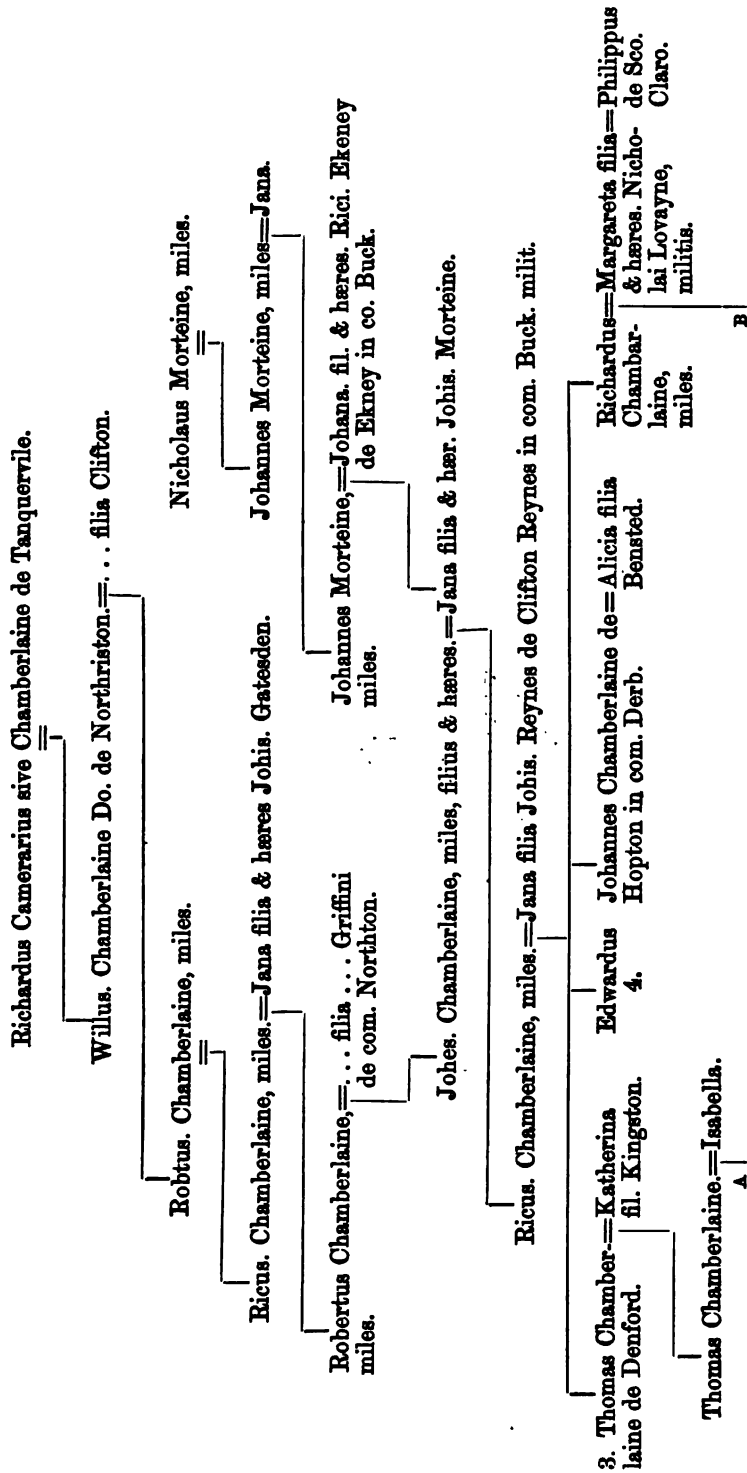 Richardus Camerarius sive Chamberlaine de Tanquervile.
Willus. Chamberlaine Do. de Northriston.=... filia Clifton.
Nicholaus Morteine, miles.
Robtus. Chamberlaine, miles.
Johannes Morteine, miles=Jana.
Ricus. Chamberlaine, miles.=Jana filia & hæres Johis. Gatesden.
Johannes Morteine,=Johana. fil. & hæres. Rici. Ekeney
miles.
de Ekney in co. Buck.
Robertus Chamberlaine,=... filia ... Griffini
miles.
de com. Northton.
Johes. Chamberlaine, miles, filius & hæres.=Jana filia & hær. Johis. Morteine.
Ricus. Chamberlaine, miles.=Jana filia Johis. Reynes de Clifton Reynes in com. Buck. milit.
3. Thomas Chamber-=Katherina
laine de Denford.
fil. Kingston.
Edwardus
4.
Johannes Chamberlaine de=Alicia filia
Hopton in com. Derb.
Bensted.
Richardus=Margareta filia=Philippus
Chambar-
& hæres. Nicho-
de Sco.
laine,
lai Lovayne,
Claro.
miles.
militis.
Thomas Chamberlaine.=Isabella.
A
B